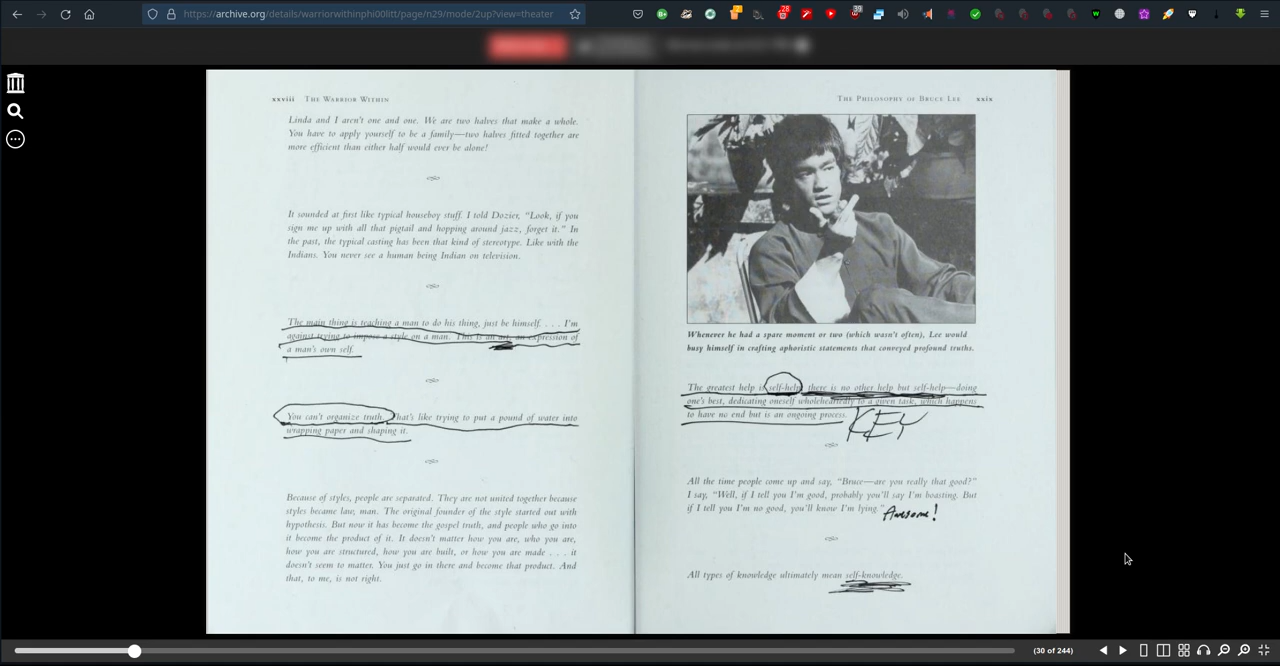 https://archive.org/details/warriorwithinphi00litt/page/n29/mode/2up?view=theater
28
39
xxviii THE WARRIOR WITHIN
Linda and I aren't one and one. We are two halves that make a whole.
You have to apply yourself to be a family—two halves fitted together are
more efficient than either half would ever be alone!
It sounded at first like typical houseboy stuff. I told Dozier, "Look, if you
sign me up with all that pigtail and hopping around jazz, forget it." In
the past, the typical casting has been that kind of stereotype. Like with the
Indians. You never see a human being Indian on television.
The main thing is teaching a man to do his thing, just be himself. . . . I'm
against trying to impose a style on a man. This is an art, an expression of
a man's own self.
You can't organize truth. That's like trying to put a pound of water into
wrapping paper and shaping it.
Because of styles, people are separated. They are not united together because
styles became law, man. The original founder of the style started out with
hypothesis. But now it has become the gospel truth, and people who go into
it become the product of it. It doesn't matter how you are, who you are,
how you are structured, how you are built, or how you are made . . . it
doesn't seem to matter. You just go in there and become that product. And
that, to me, is not right.
THE PHILOSOPHY OF BRUCE LEE xxix
Whenever he had a spare moment or two (which wasn't often), Lee would
busy himself in crafting aphoristic statements that conveyed profound truths.
The greatest help is self-help; there is no other help but self-help—doing
one's best, dedicating oneself wholeheartedly to a given task, which happens
to have no end but is an ongoing process.
KEY
All the time people come up and say, "Bruce—are you really that good?"
I say, "Well, if I tell you I'm good, probably you'll say I'm boasting. But
if I tell you I'm no good, you'll know I'm lying."
Awesome!
All types of knowledge ultimately mean self-knowledge.
(30 of 244)